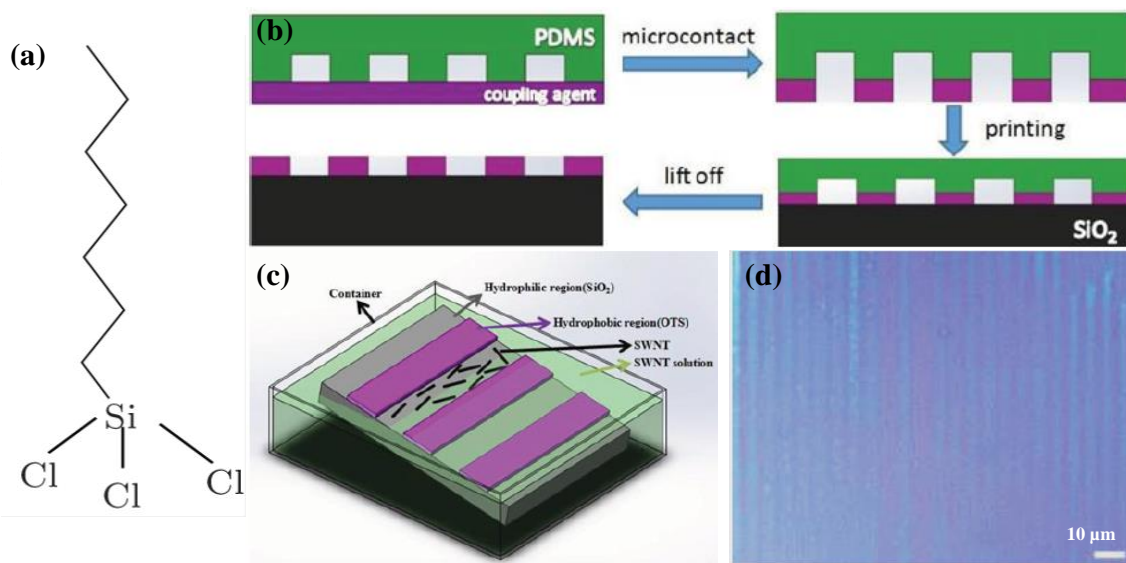 (a)
Si
Cl
Cl
Cl
(b)
PDMS
coupling agent
microcontact
printing
SiO₂
lift off
(c)
Container
Hydrophilic region(SiO₂)
Hydrophobic region(OTS)
SWNT
SWNT solution
(d)
10 μm